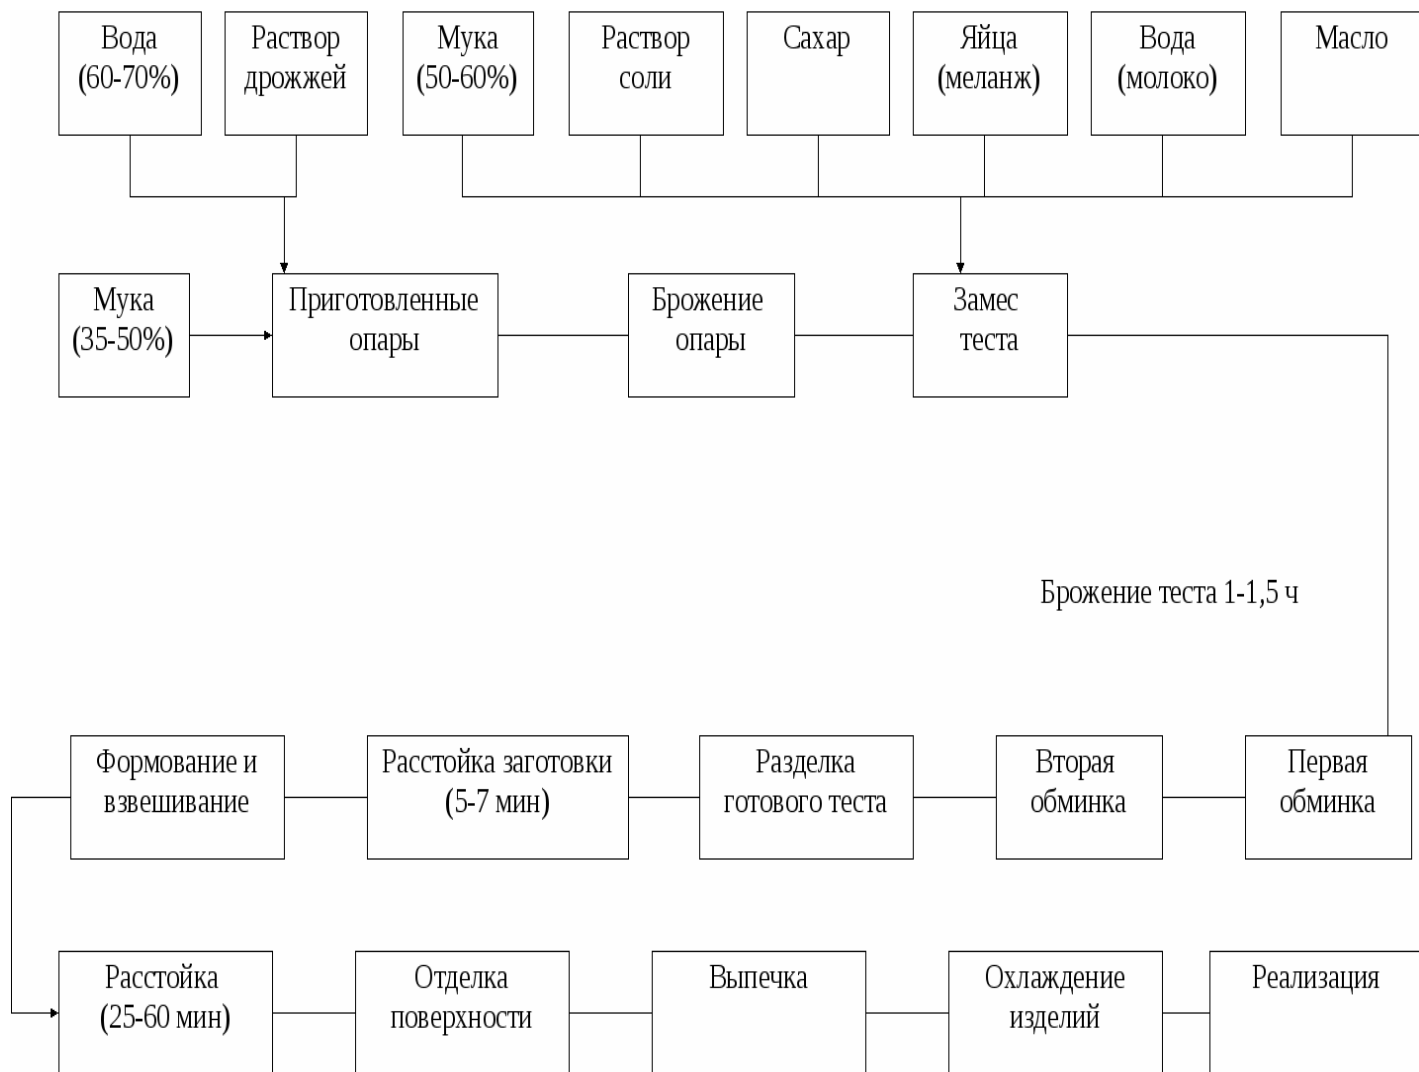 Вода
(60-70%)
Раствор
дрожжей
Мука
(50-60%)
Раствор
соли
Сахар
Яйца
(меланж)
Вода
(молоко)
Масло
Мука
(35-50%)
Приготовленные
опары
Брожение
опары
Замес
теста
Брожение теста 1-1,5 ч
Формование и
взвешивание
Расстойка заготовки
(5-7 мин)
Разделка
готового теста
Вторая
обминка
Первая
обминка
Расстойка
(25-60 мин)
Отделка
поверхности
Выпечка
Охлаждение
изделий
Реализация